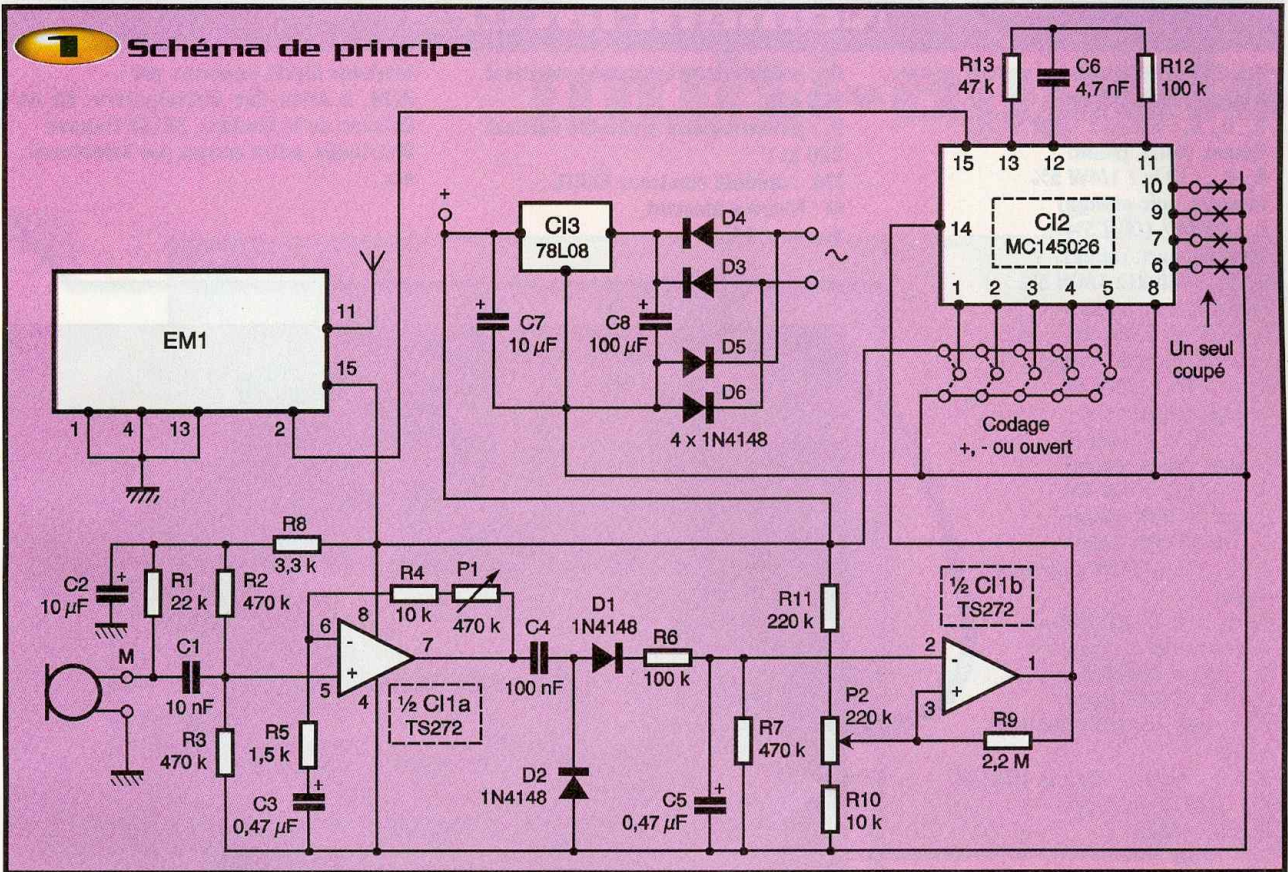 1 Schéma de principe
R13
47 k
C6
4,7 nF
R12
100 k
15
13
12
11
10
9
7
6
14
CI2
MC145026
1
2
3
4
5
8
Un seul
coupé
Codage
+, - ou ouvert
+
CI3
78L08
D4
D3
~
C7
+
10 µF
C8
+
100 µF
D5
D6
4 x 1N4148
EM1
11
15
1
4
13
2
R8
3,3 k
C2
10 µF
+
R1
22 k
R2
470 k
R4
10 k
P1
470 k
M
C1
10 nF
6
-
8
7
+
5
4
½ CI1a
TS272
C4
100 nF
D1
1N4148
R6
100 k
R3
470 k
R5
1,5 k
+
C3
0,47 µF
D2
1N4148
C5
0,47 µF
+
R7
470 k
R11
220 k
P2
220 k
R10
10 k
½ CI1b
TS272
2
-
1
+
3
R9
2,2 M